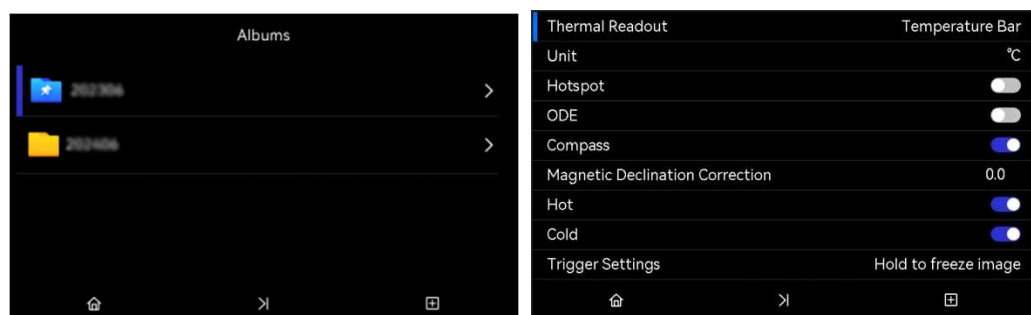 Albums
Thermal Readout Temperature Bar
Unit °C
Hotspot
ODE
Compass
Magnetic Declination Correction 0.0
Hot
Cold
Trigger Settings Hold to freeze image